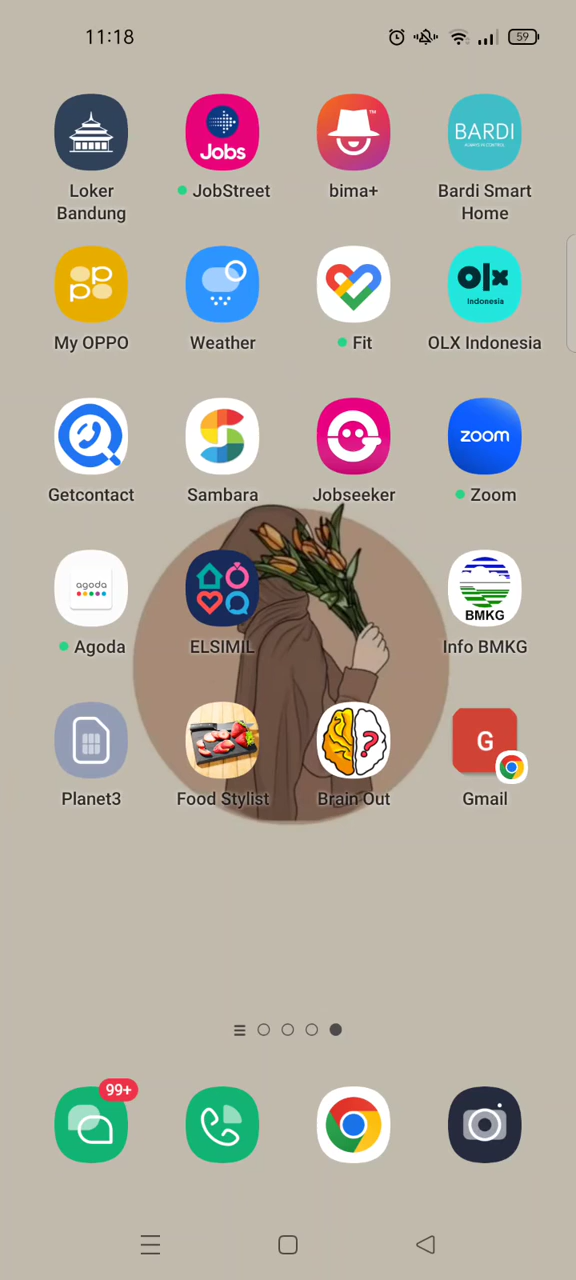 11:18
59
Jobs
BARDI
Loker
Bandung
JobStreet
bima+
Bardi Smart
Home
oppo
olx
Indonesia
My OPPO
Weather
Fit
OLX Indonesia
zoom
Getcontact
Sambara
Jobseeker
Zoom
agoda
BMKG
Agoda
ELSIMIL
Info BMKG
G
Planet3
Food Stylist
Brain Out
Gmail
99+